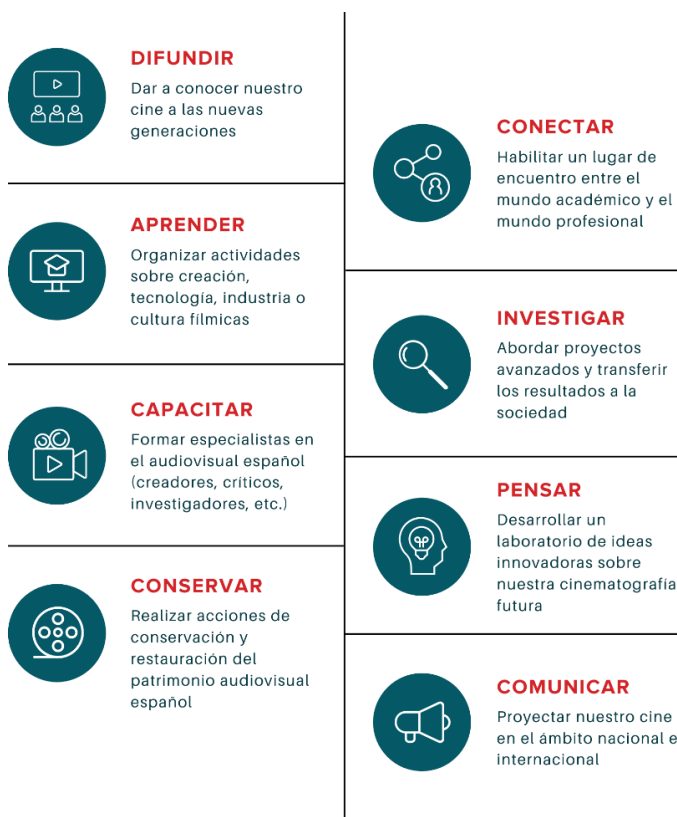 DIFUNDIR
Dar a conocer nuestro
cine a las nuevas
generaciones
APRENDER
Organizar actividades
sobre creación,
tecnología, industria o
cultura fílmicas
CAPACITAR
Formar especialistas en
el audiovisual español
(creadores, críticos,
investigadores, etc.)
CONSERVAR
Realizar acciones de
conservación y
restauración del
patrimonio audiovisual
español
CONECTAR
Habilitar un lugar de
encuentro entre el
mundo académico y el
mundo profesional
INVESTIGAR
Abordar proyectos
avanzados y transferir
los resultados a la
sociedad
PENSAR
Desarrollar un
laboratorio de ideas
innovadoras sobre
nuestra cinematografía
futura
COMUNICAR
Proyectar nuestro cine
en el ámbito nacional e
internacional